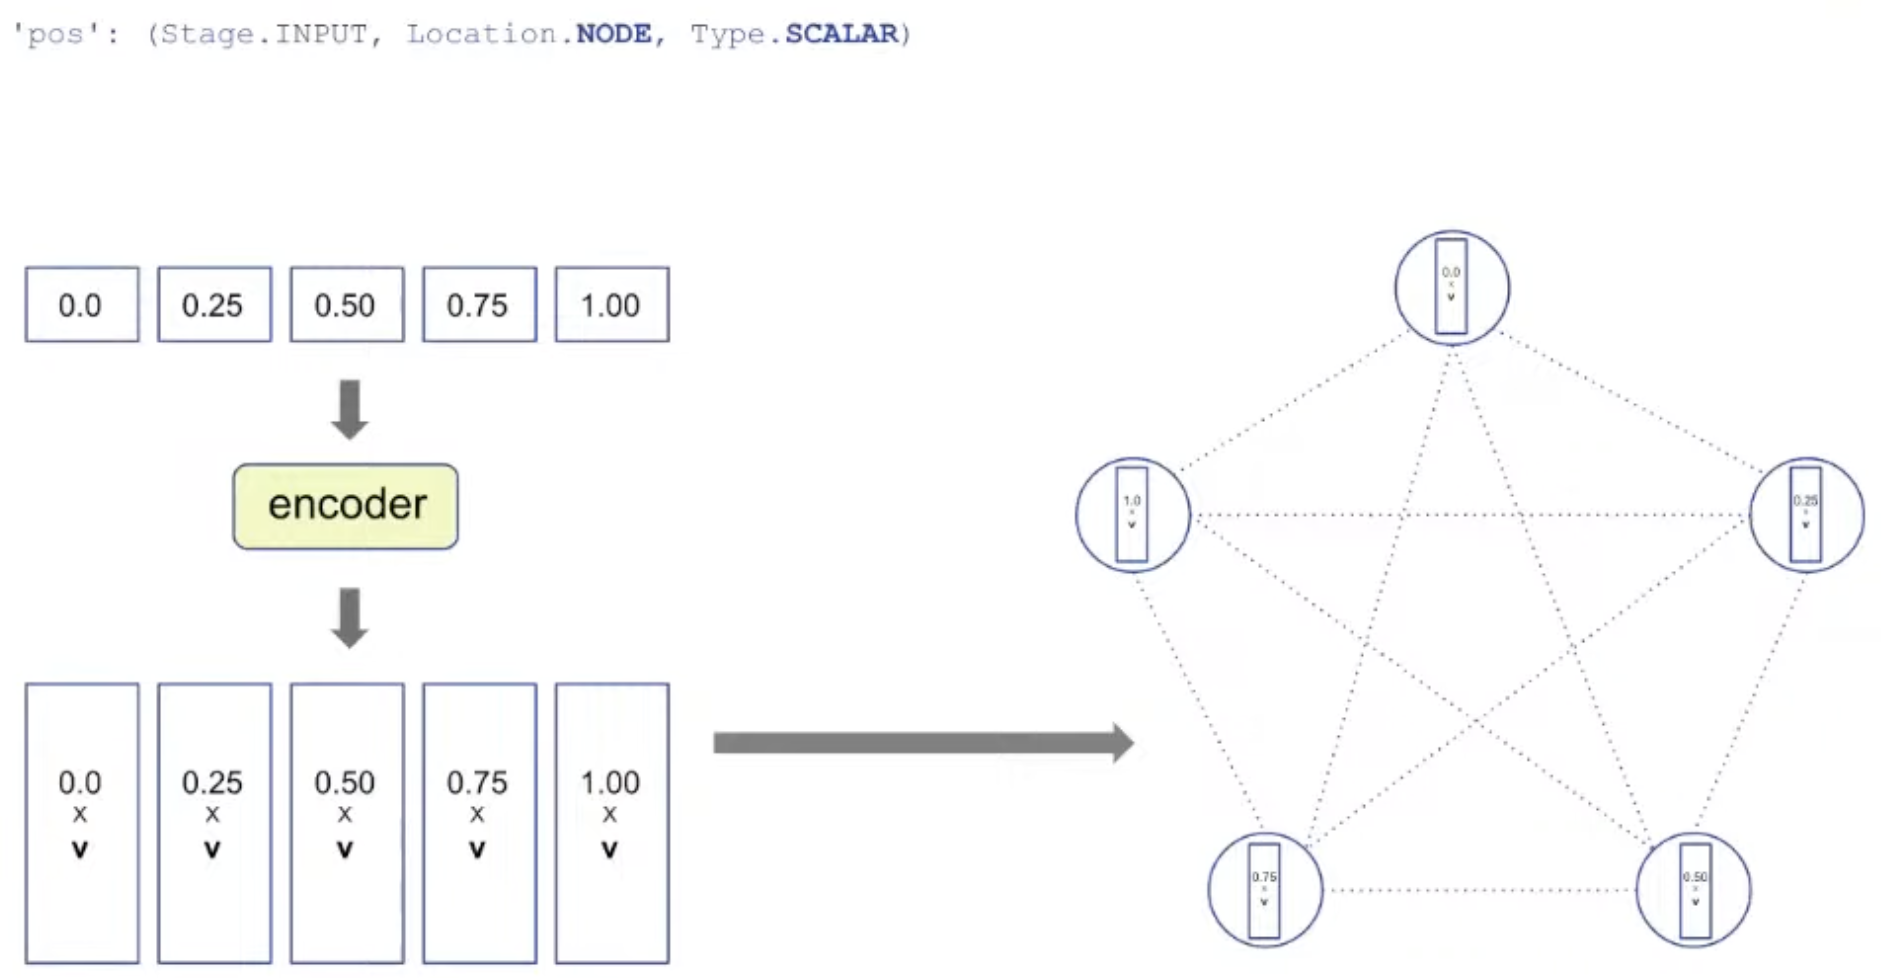 'pos': (Stage.INPUT, Location.NODE, Type.SCALAR)
0.0 0.25 0.50 0.75 1.00
encoder
0.0 0.25 0.50 0.75 1.00
x x x x x
v v v v v
0.0
x
v
1.0
x
v
0.25
x
v
0.75
x
v
0.50
x
v